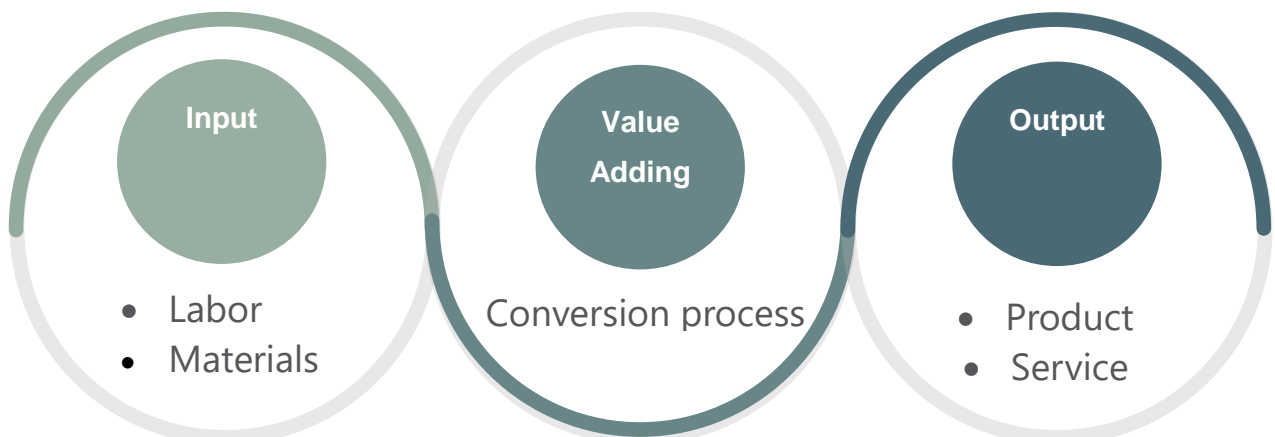 Input
• Labor
• Materials
Value
Adding
Conversion process
Output
• Product
• Service